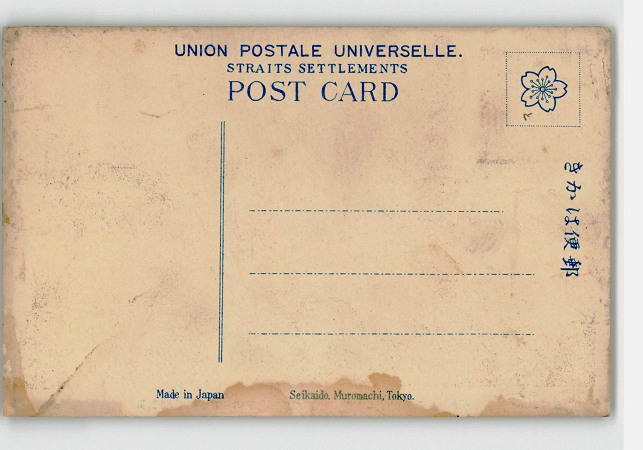 UNION POSTALE UNIVERSELLE.
STRAITS SETTLEMENTS
POST CARD
きかは便郵
Made in Japan
Seikaido, Muromachi, Tokyo.